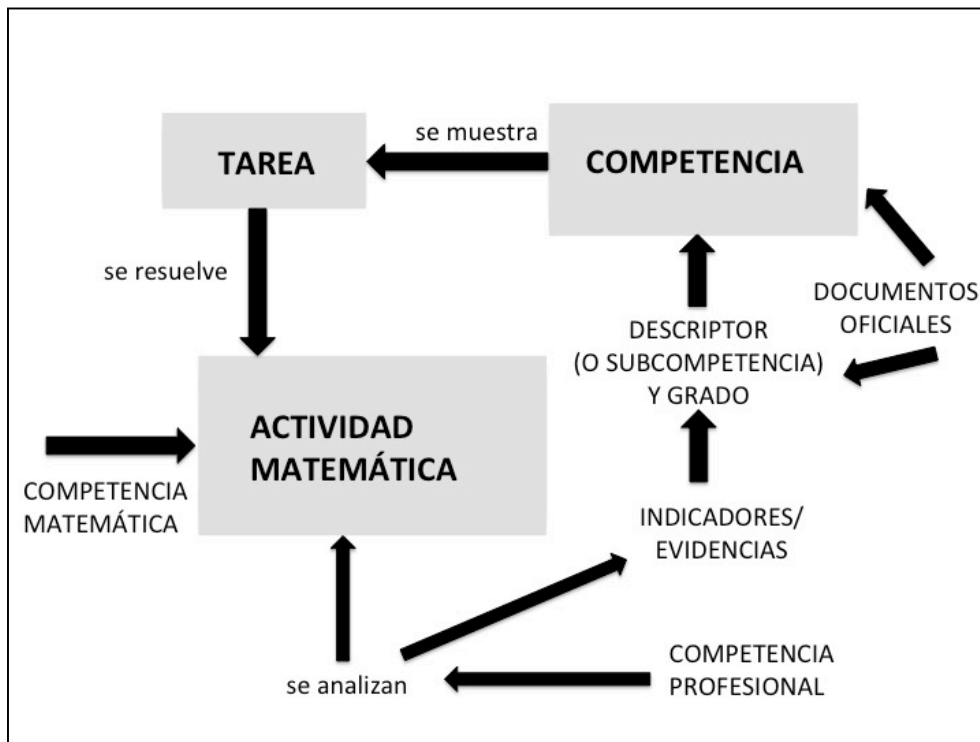 se muestra
TAREA
COMPETENCIA
se resuelve
DOCUMENTOS
OFICIALES
DESCRIPTOR
(O SUBCOMPETENCIA)
Y GRADO
ACTIVIDAD
MATEMÁTICA
COMPETENCIA
MATEMÁTICA
INDICADORES/
EVIDENCIAS
se analizan
COMPETENCIA
PROFESIONAL